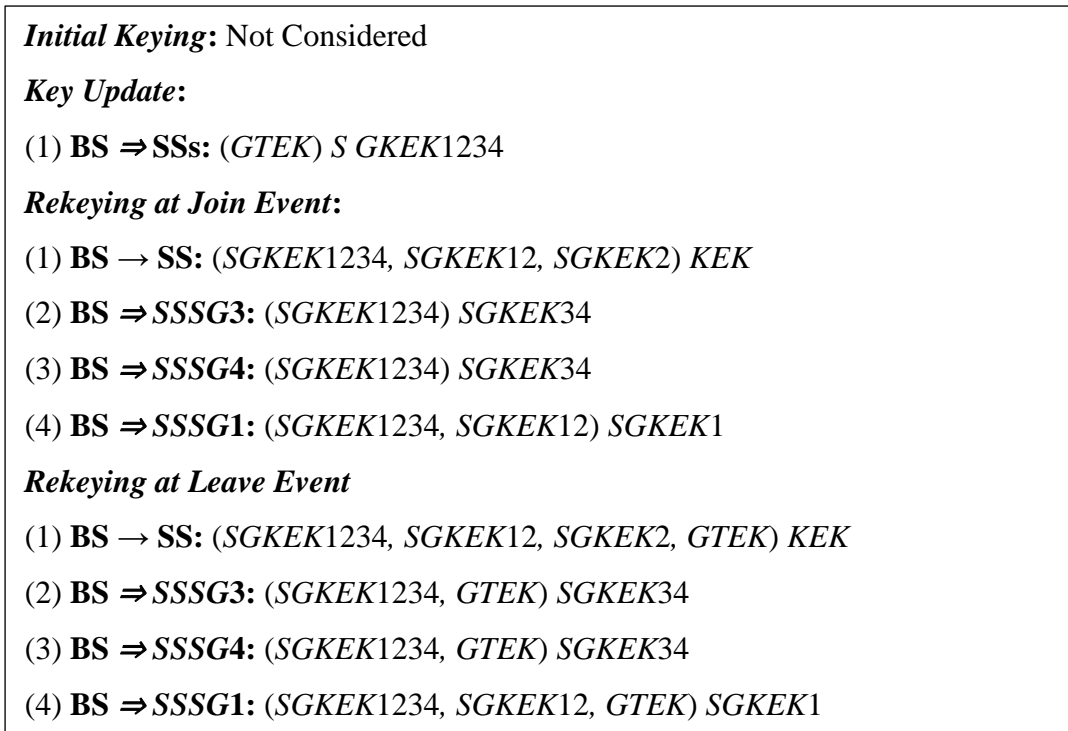 Initial Keying: Not Considered
Key Update:
(1) BS ⇒ SSs: (GTEK) S GKEK1234
Rekeying at Join Event:
(1) BS → SS: (SGKEK1234, SGKEK12, SGKEK2) KEK
(2) BS ⇒ SSSG3: (SGKEK1234) SGKEK34
(3) BS ⇒ SSSG4: (SGKEK1234) SGKEK34
(4) BS ⇒ SSSG1: (SGKEK1234, SGKEK12) SGKEK1
Rekeying at Leave Event
(1) BS → SS: (SGKEK1234, SGKEK12, SGKEK2, GTEK) KEK
(2) BS ⇒ SSSG3: (SGKEK1234, GTEK) SGKEK34
(3) BS ⇒ SSSG4: (SGKEK1234, GTEK) SGKEK34
(4) BS ⇒ SSSG1: (SGKEK1234, SGKEK12, GTEK) SGKEK1